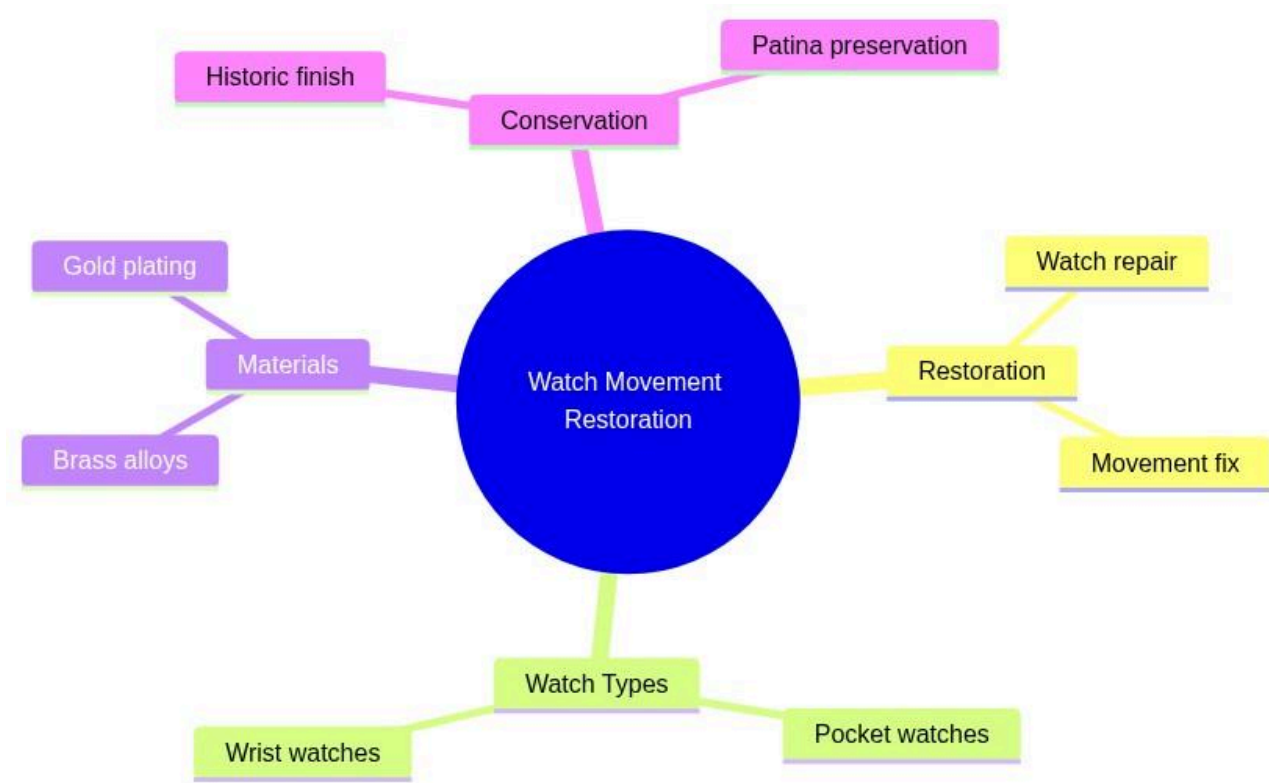 Patina preservation
Historic finish
Conservation
Gold plating
Watch repair
Materials
Restoration
Watch Movement
Restoration
Brass alloys
Movement fix
Watch Types
Pocket watches
Wrist watches